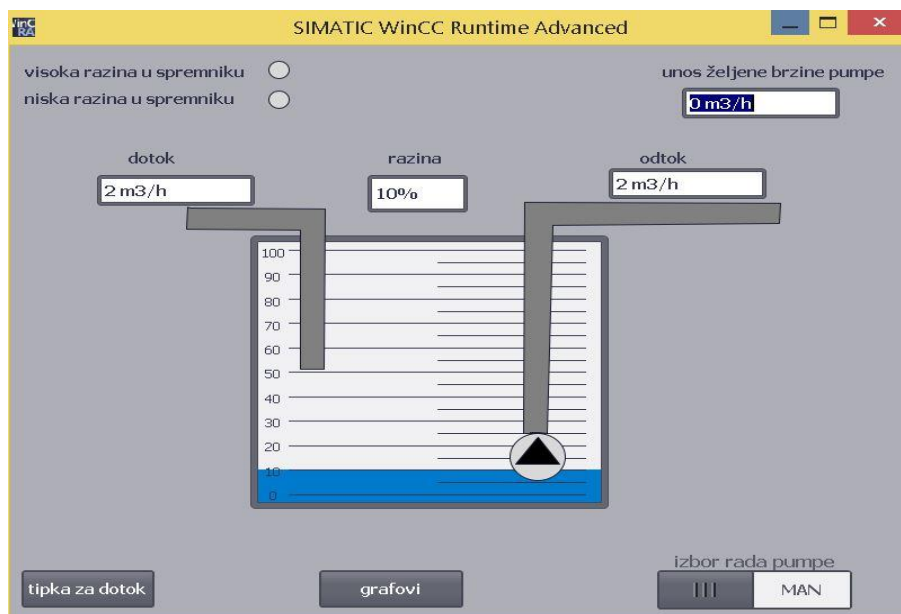 WinC
RA
SIMATIC WinCC Runtime Advanced
visoka razina u spremniku
niska razina u spremniku
unos željene brzine pumpe
0 m3/h
dotok
razina
odtok
2 m3/h
10%
2 m3/h
100
90
80
70
60
50
40
30
20
10
0
izbor rada pumpe
tipka za dotok
grafovi
MAN